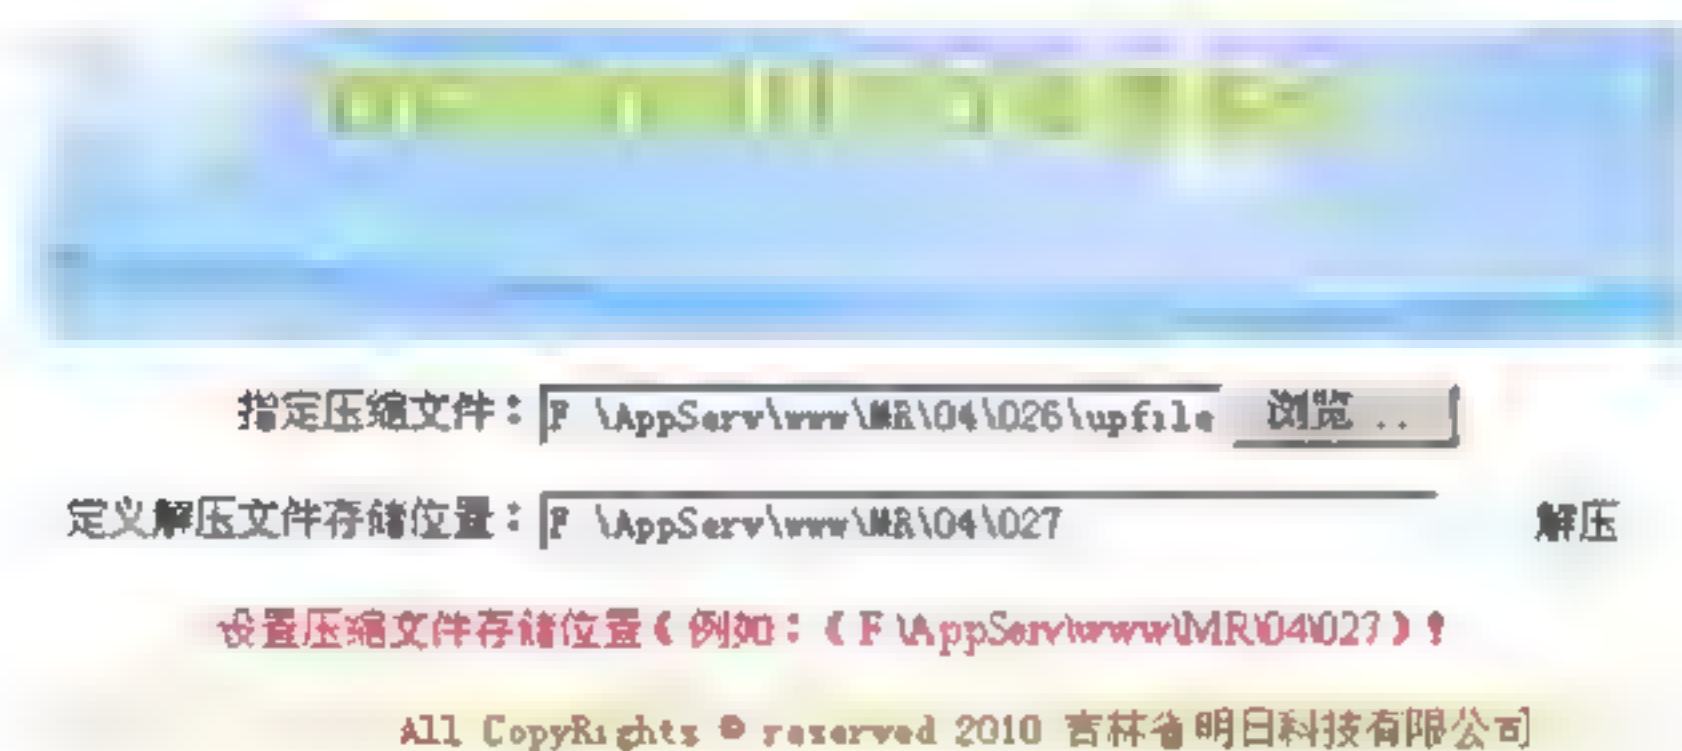 指定压缩文件：F \AppServ\www\MR\04\026\upfile 浏览 ..
定义解压文件存储位置：F \AppServ\www\MR\04\027 解压
设置压缩文件存储位置(例如：( F \AppServ\www\MR\04\027 ) !
All CopyRights © reserved 2010 吉林省明日科技有限公司